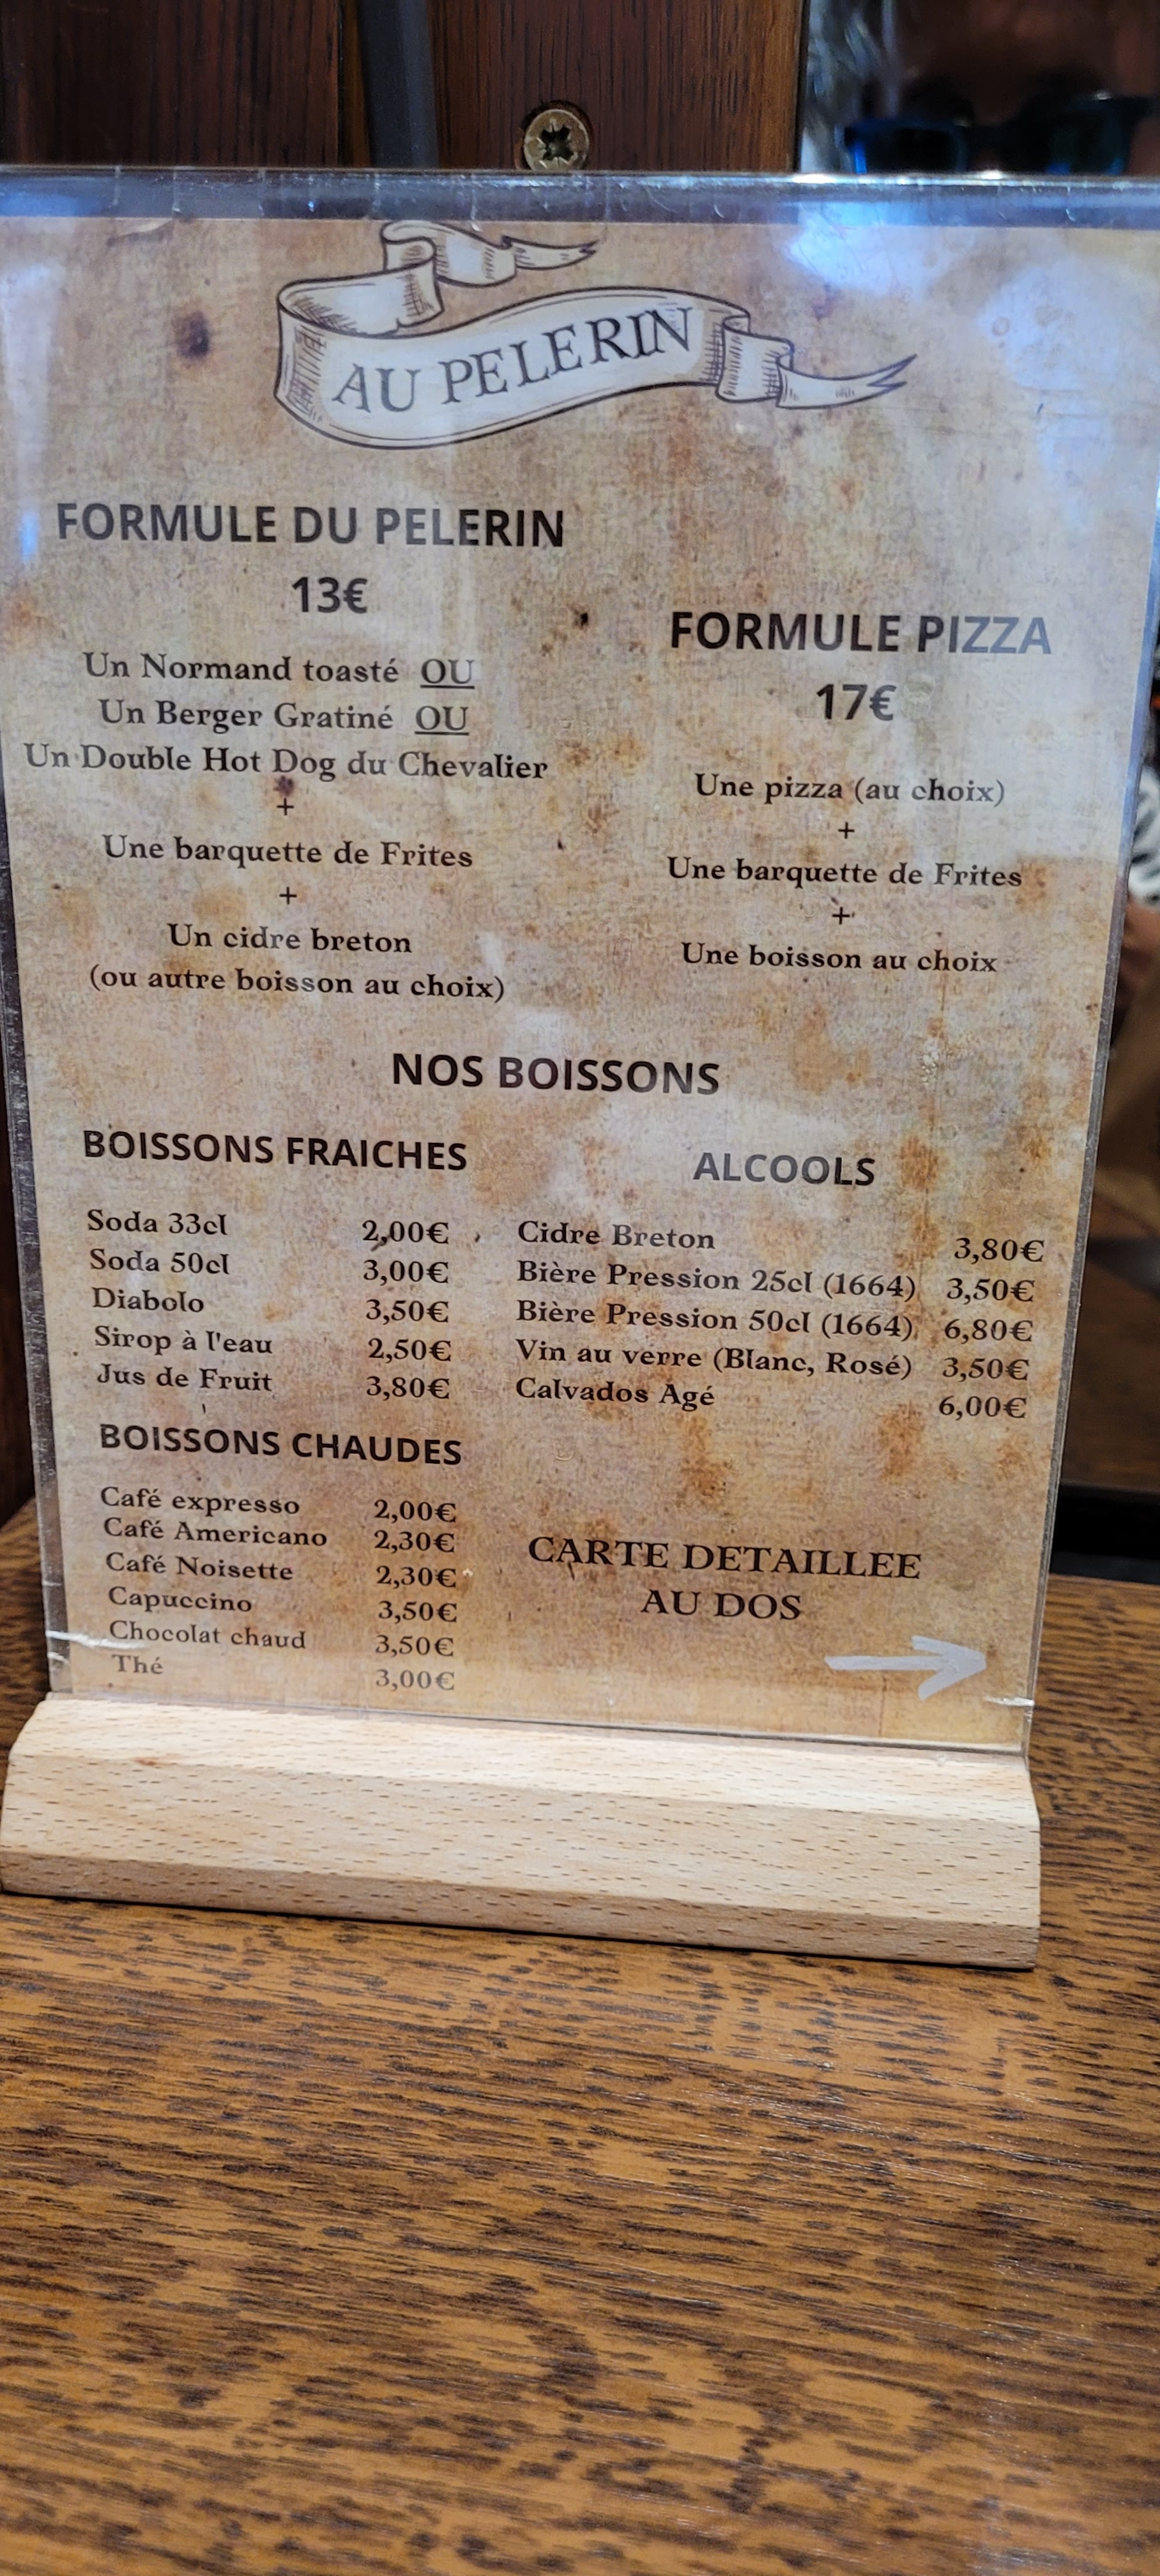 AU PELERIN
FORMULE DU PELERIN
13€
Un Normand toasté OU
Un Berger Gratiné OU
Un Double Hot Dog du Chevalier
+
Une barquette de Frites
+
Un cidre breton
(ou autre boisson au choix)
FORMULE PIZZA
17€
Une pizza (au choix)
+
Une barquette de Frites
+
Une boisson au choix
NOS BOISSONS
BOISSONS FRAICHES
Soda 33cl 2,00€
Soda 50cl 3,00€
Diabolo 3,50€
Sirop à l'eau 2,50€
Jus de Fruit 3,80€
BOISSONS CHAUDES
Café expresso 2,00€
Café Americano 2,30€
Café Noisette 2,30€
Capuccino 3,50€
Chocolat chaud 3,50€
Thé 3,00€
ALCOOLS
Cidre Breton 3,80€
Bière Pression 25cl (1664) 3,50€
Bière Pression 50cl (1664) 6,80€
Vin au verre (Blanc, Rosé) 3,50€
Calvados Agé 6,00€
CARTE DETAILLEE
AU DOS